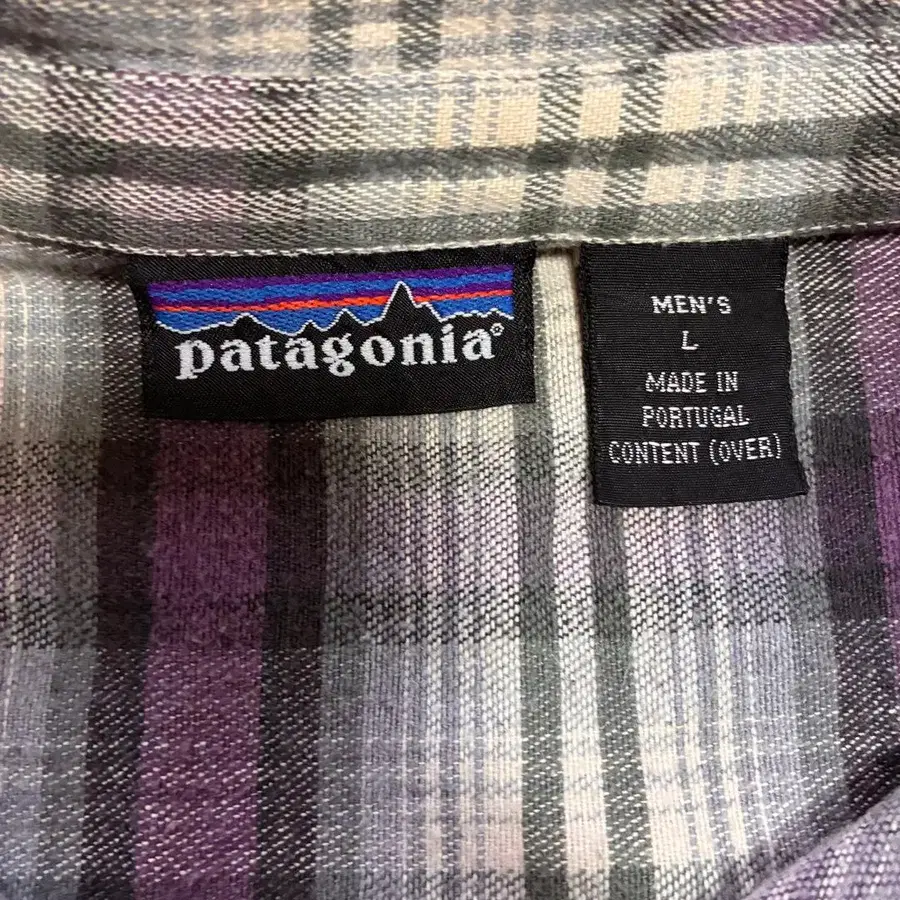 patagonia®
MEN'S
L
MADE IN
PORTUGAL
CONTENT (OVER)